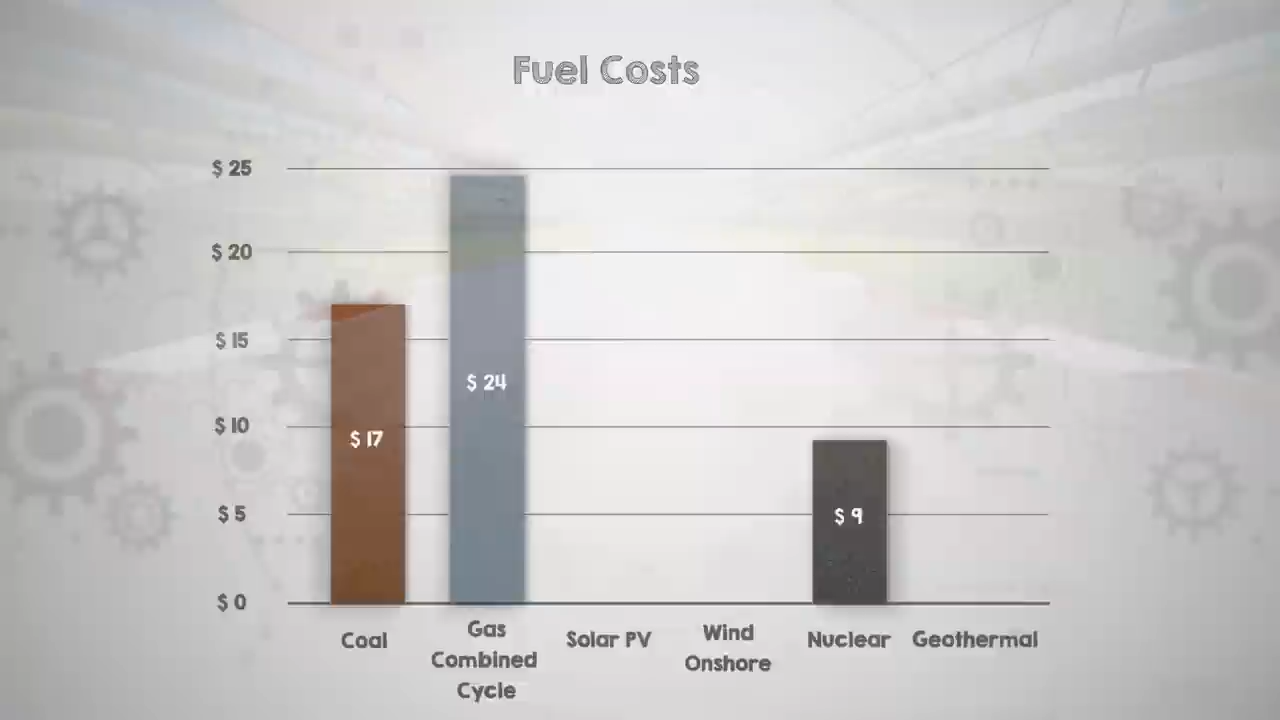 Fuel Costs
$ 25
$ 20
$ 15
$ 10
$ 5
$ 0
$ 17
$ 24
$ 9
Coal
Gas
Combined
Cycle
Solar PV
Wind
Onshore
Nuclear
Geothermal